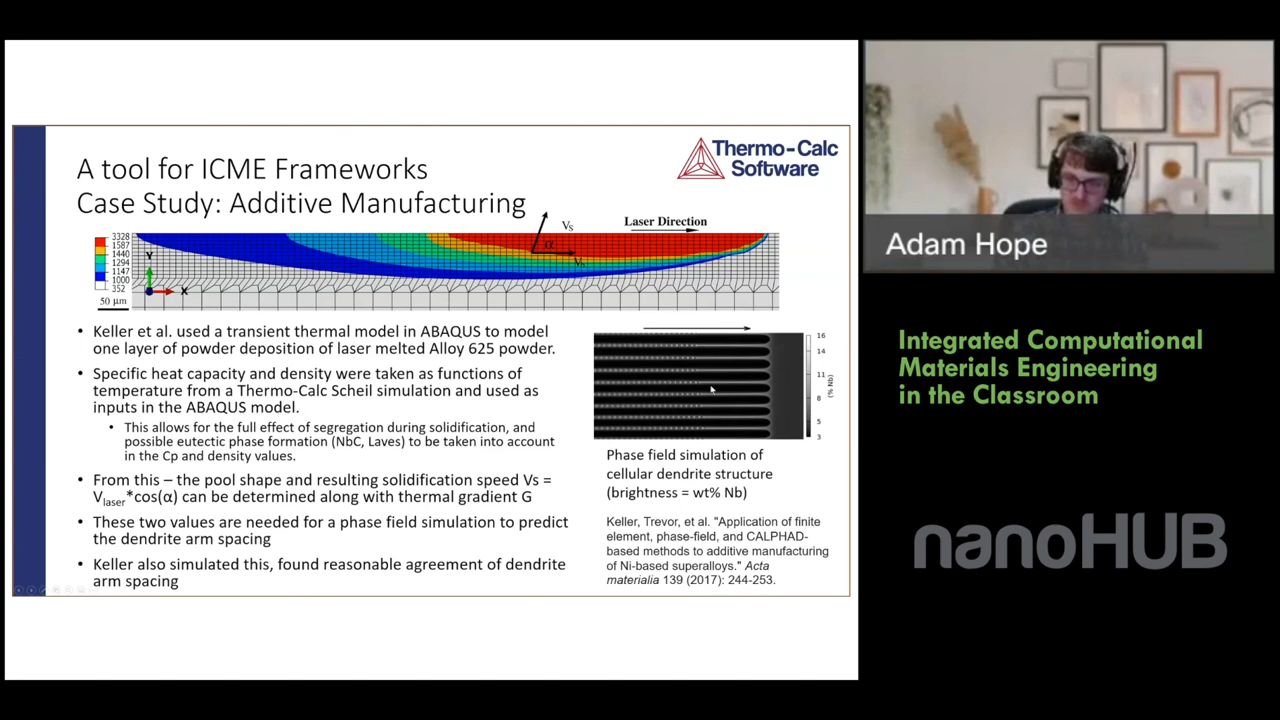 A tool for ICME Frameworks
Case Study: Additive Manufacturing
Thermo-Calc
Software
Laser Direction
Vs
α
Vs
3328
1587
1440
1294
1147
1000
352
Y
X
50 μm
• Keller et al. used a transient thermal model in ABAQUS to model
one layer of powder deposition of laser melted Alloy 625 powder.
• Specific heat capacity and density were taken as functions of
temperature from a Thermo-Calc Scheil simulation and used as
inputs in the ABAQUS model.
• This allows for the full effect of segregation during solidification, and
possible eutectic phase formation (NbC, Laves) to be taken into account
in the Cp and density values.
• From this – the pool shape and resulting solidification speed Vs =
Vlaser*cos(α) can be determined along with thermal gradient G
• These two values are needed for a phase field simulation to predict
the dendrite arm spacing
• Keller also simulated this, found reasonable agreement of dendrite
arm spacing
16
14
11
8
5
3
(% Nb)
Phase field simulation of
cellular dendrite structure
(brightness = wt% Nb)
Keller, Trevor, et al. "Application of finite
element, phase-field, and CALPHAD-
based methods to additive manufacturing
of Ni-based superalloys." Acta
materialia 139 (2017): 244-253.
Adam Hope
Integrated Computational
Materials Engineering
in the Classroom
nanoHUB